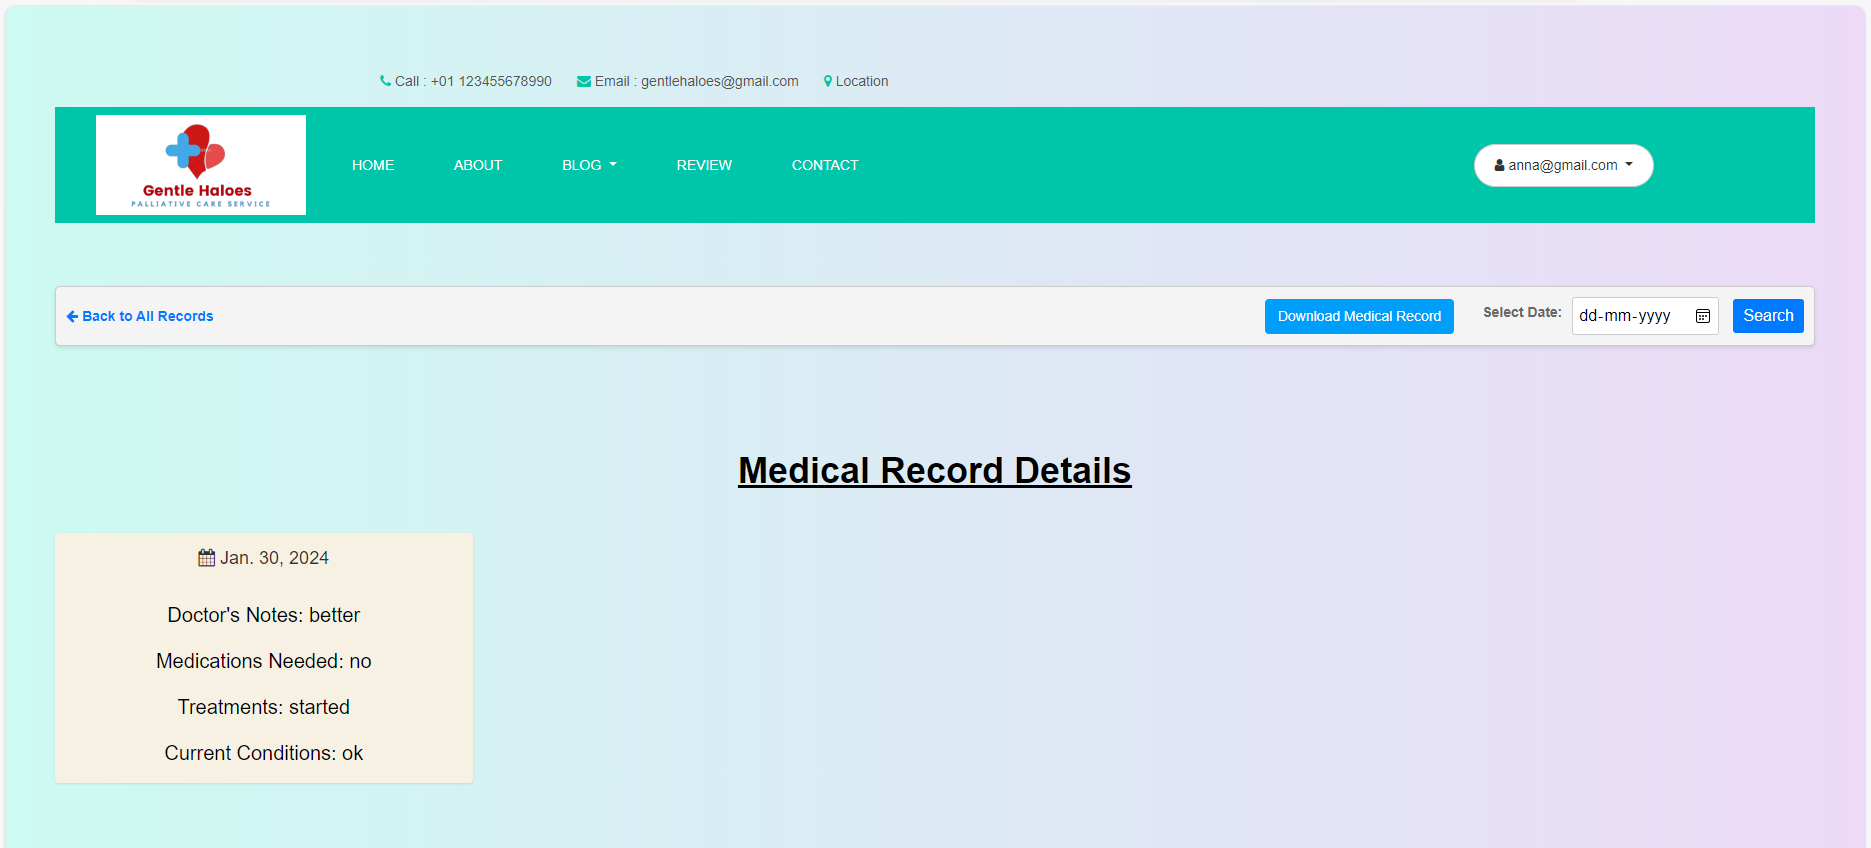 Call : +01 123455678990 Email : gentlehaloes@gmail.com Location
Gentle Haloes
PALLIATIVE CARE SERVICE
HOME ABOUT BLOG REVIEW CONTACT anna@gmail.com
Back to All Records Download Medical Record Select Date: dd-mm-yyyy Search
Medical Record Details
Jan. 30, 2024
Doctor's Notes: better
Medications Needed: no
Treatments: started
Current Conditions: ok